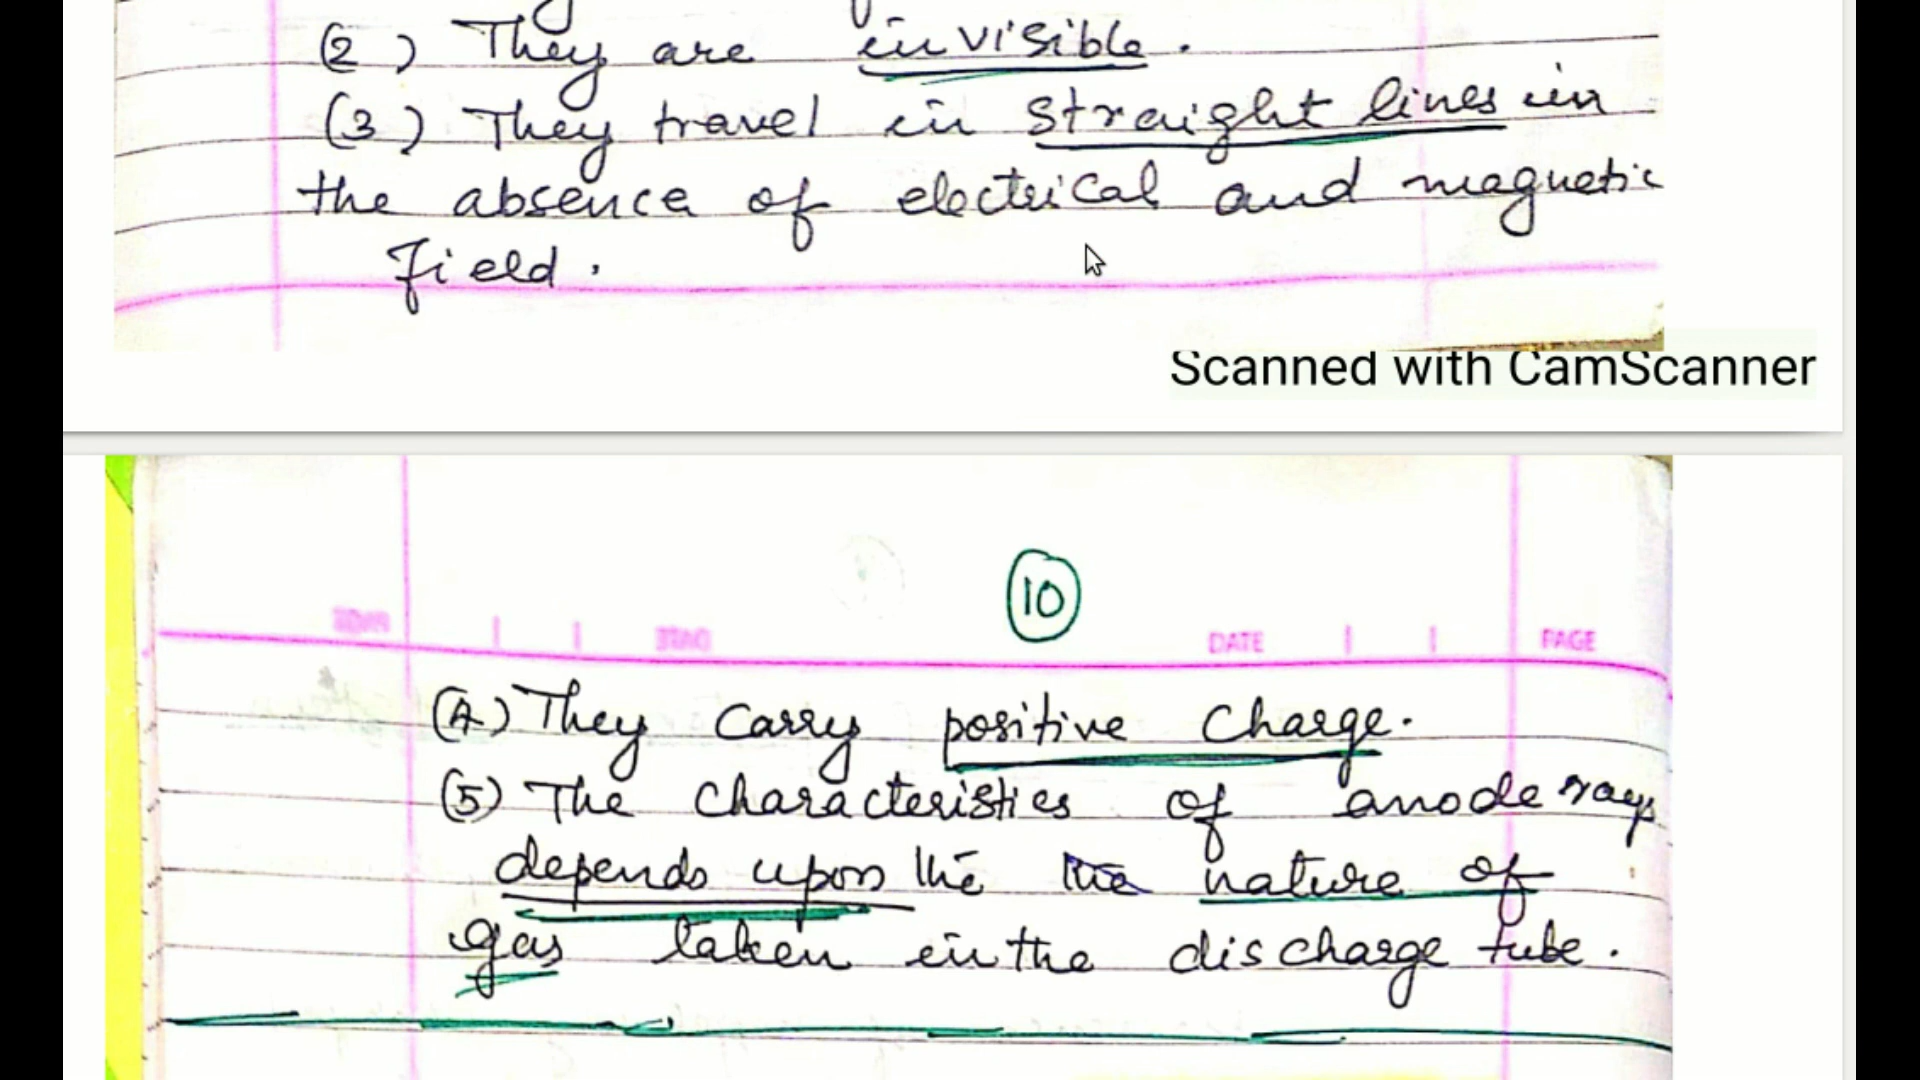 (2) They are invisible.
(3) They travel in straight lines in
the absence of electrical and magnetic
field.
Scanned with CamScanner
10
DATE
DATE PAGE
(4) They carry positive charge.
(5) The characteristics of anode rays
depends upon the the nature of
gas taken in the discharge tube.